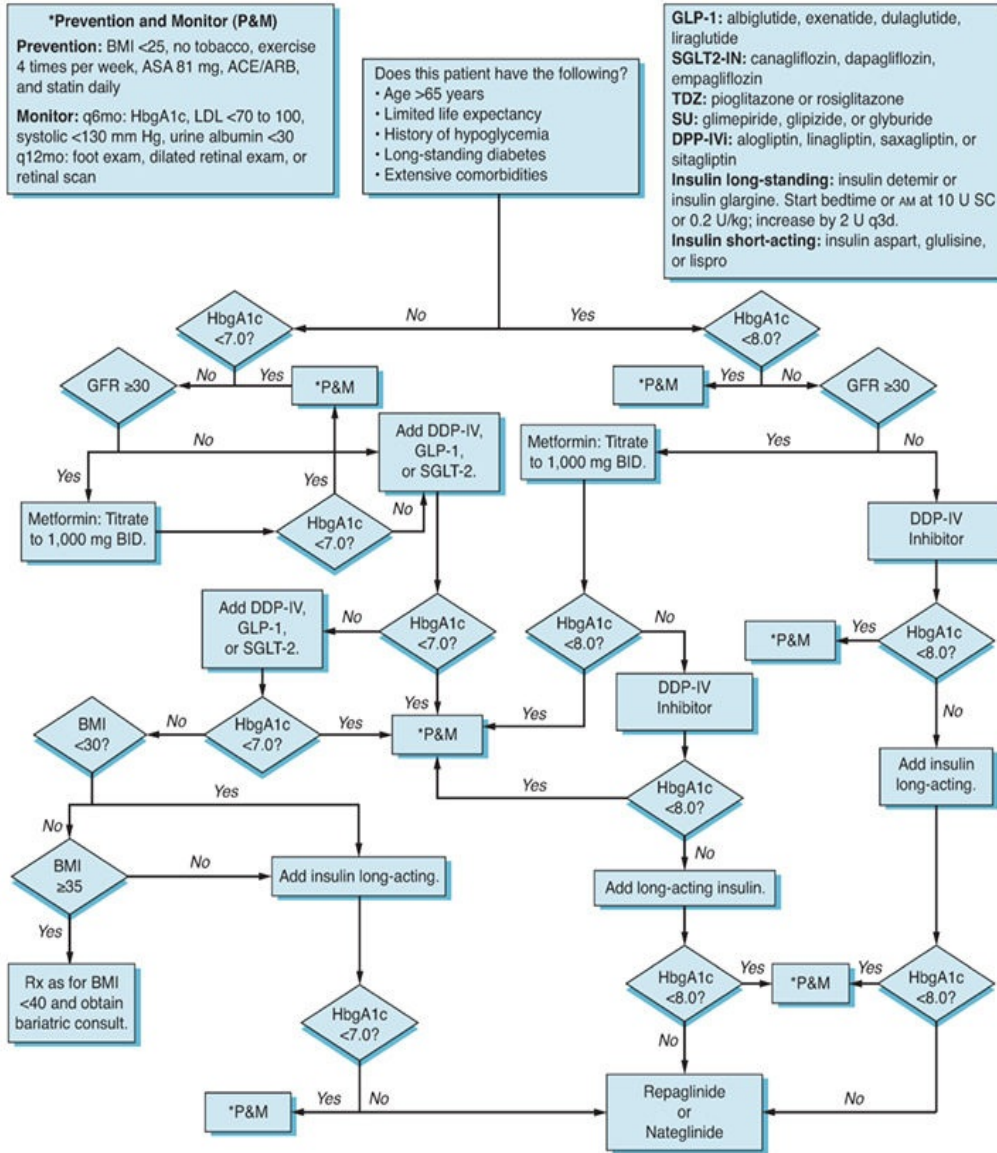 *Prevention and Monitor (P&M)
Prevention: BMI <25, no tobacco, exercise
4 times per week, ASA 81 mg, ACE/ARB,
and statin daily
Monitor: q6mo: HbgA1c, LDL <70 to 100,
systolic <130 mm Hg, urine albumin <30
q12mo: foot exam, dilated retinal exam, or
retinal scan
Does this patient have the following?
• Age >65 years
• Limited life expectancy
• History of hypoglycemia
• Long-standing diabetes
• Extensive comorbidities
GLP-1: albiglutide, exenatide, dulaglutide,
liraglutide
SGLT2-IN: canagliflozin, dapagliflozin,
empagliflozin
TDZ: pioglitazone or rosiglitazone
SU: glimepiride, glipizide, or glyburide
DPP-IVi: alogliptin, linagliptin, saxagliptin, or
sitagliptin
Insulin long-standing: insulin detemir or
insulin glargine. Start bedtime or AM at 10 U SC
or 0.2 U/kg; increase by 2 U q3d.
Insulin short-acting: insulin aspart, glulisine,
or lispro
HbgA1c
<7.0?
No
Yes
HbgA1c
<8.0?
GFR ≥30
No
Yes
*P&M
*P&M
Yes
No
GFR ≥30
No
Yes
Add DDP-IV,
GLP-1,
or SGLT-2.
Metformin: Titrate
to 1,000 mg BID.
Yes
No
Metformin: Titrate
to 1,000 mg BID.
Yes
HbgA1c
<7.0?
No
DDP-IV
Inhibitor
Add DDP-IV,
GLP-1,
or SGLT-2.
No
HbgA1c
<7.0?
Yes
HbgA1c
<8.0?
No
*P&M
Yes
HbgA1c
<8.0?
No
BMI
<30?
No
HbgA1c
<7.0?
Yes
*P&M
Yes
DDP-IV
Inhibitor
Yes
HbgA1c
<8.0?
No
Add insulin
long-acting.
Yes
No
BMI
≥35
No
Add insulin long-acting.
Add long-acting insulin.
Yes
Rx as for BMI
<40 and obtain
bariatric consult.
HbgA1c
<7.0?
HbgA1c
<8.0?
Yes
*P&M
Yes
HbgA1c
<8.0?
No
*P&M
Yes
No
Repaglinide
or
Nateglinide
No